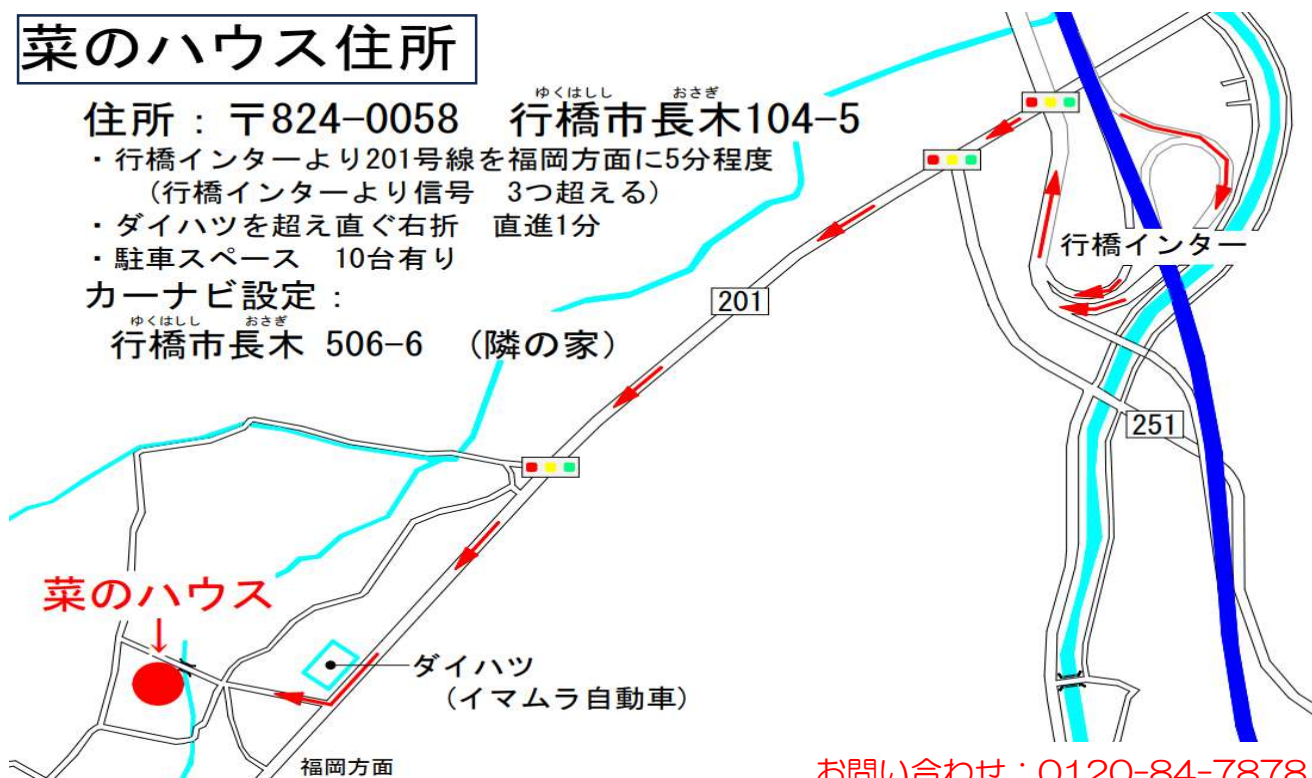 菜のハウス住所
ゆくはしし　おさぎ
住所：〒824-0058　行橋市長木104-5
・行橋インターより201号線を福岡方面に5分程度
（行橋インターより信号　3つ超える）
・ダイハツを超え直ぐ右折　直進1分
・駐車スペース　10台有り
カーナビ設定：
ゆくはしし　おさぎ
行橋市長木 506-6　（隣の家）
行橋インター
201
251
菜のハウス
↓
ダイハツ
（イマムラ自動車）
福岡方面
お問い合わせ：0120-84-7878